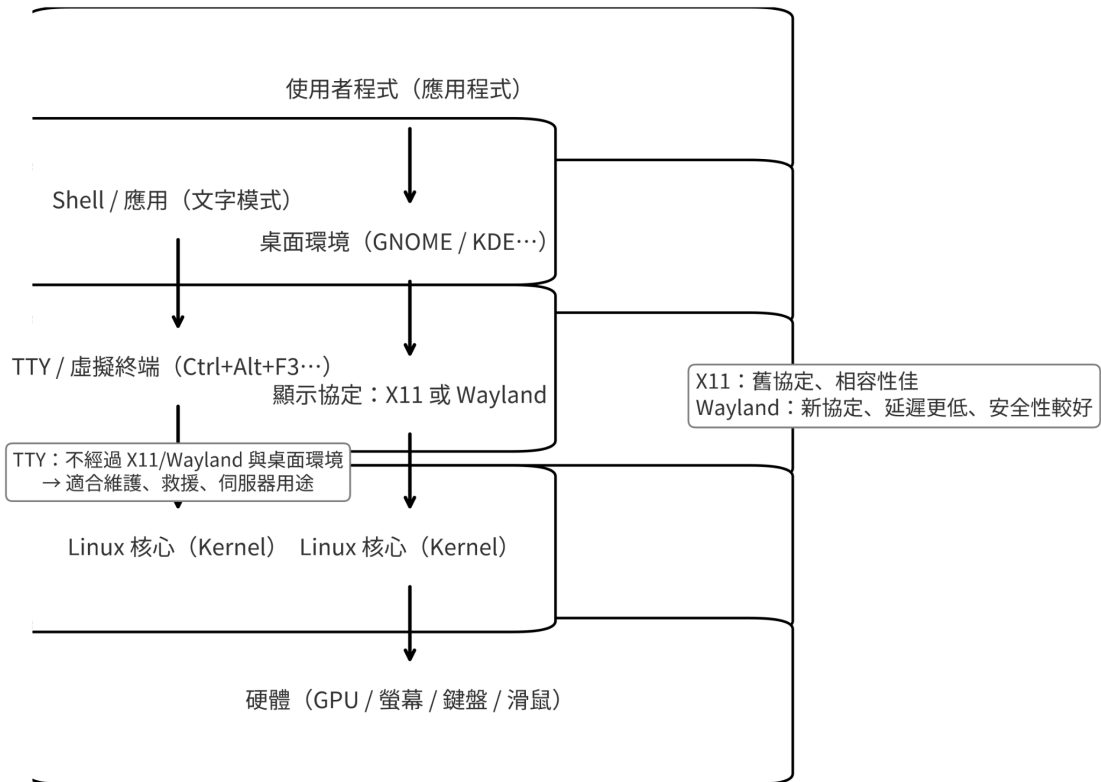 使用者程式（應用程式）
Shell / 應用（文字模式）
桌面環境（GNOME / KDE⋯）
TTY / 虛擬終端（Ctrl+Alt+F3⋯）
顯示協定：X11 或 Wayland
X11：舊協定、相容性佳
Wayland：新協定、延遲更低、安全性較好
TTY：不經過 X11/Wayland 與桌面環境
→ 適合維護、救援、伺服器用途
Linux 核心（Kernel）
Linux 核心（Kernel）
硬體（GPU / 螢幕 / 鍵盤 / 滑鼠）